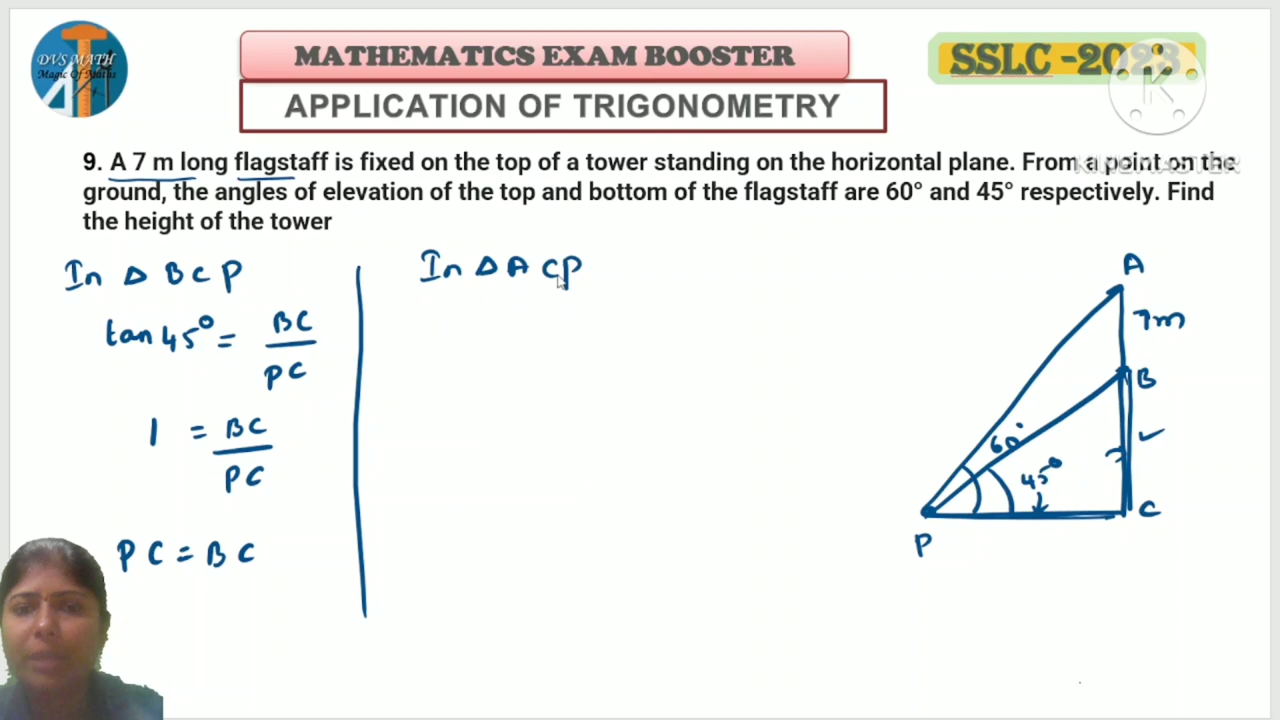 DVS MATH
Magic Of Maths
MATHEMATICS EXAM BOOSTER
SSLC -2023
APPLICATION OF TRIGONOMETRY
K
KINEMASTER
9. A 7 m long flagstaff is fixed on the top of a tower standing on the horizontal plane. From a point on the
ground, the angles of elevation of the top and bottom of the flagstaff are 60° and 45° respectively. Find
the height of the tower
In Δ BCP
tan 45° = BC / PC
1 = BC / PC
PC = BC
In Δ ACP
A
7m
B
60°
45°
C
P